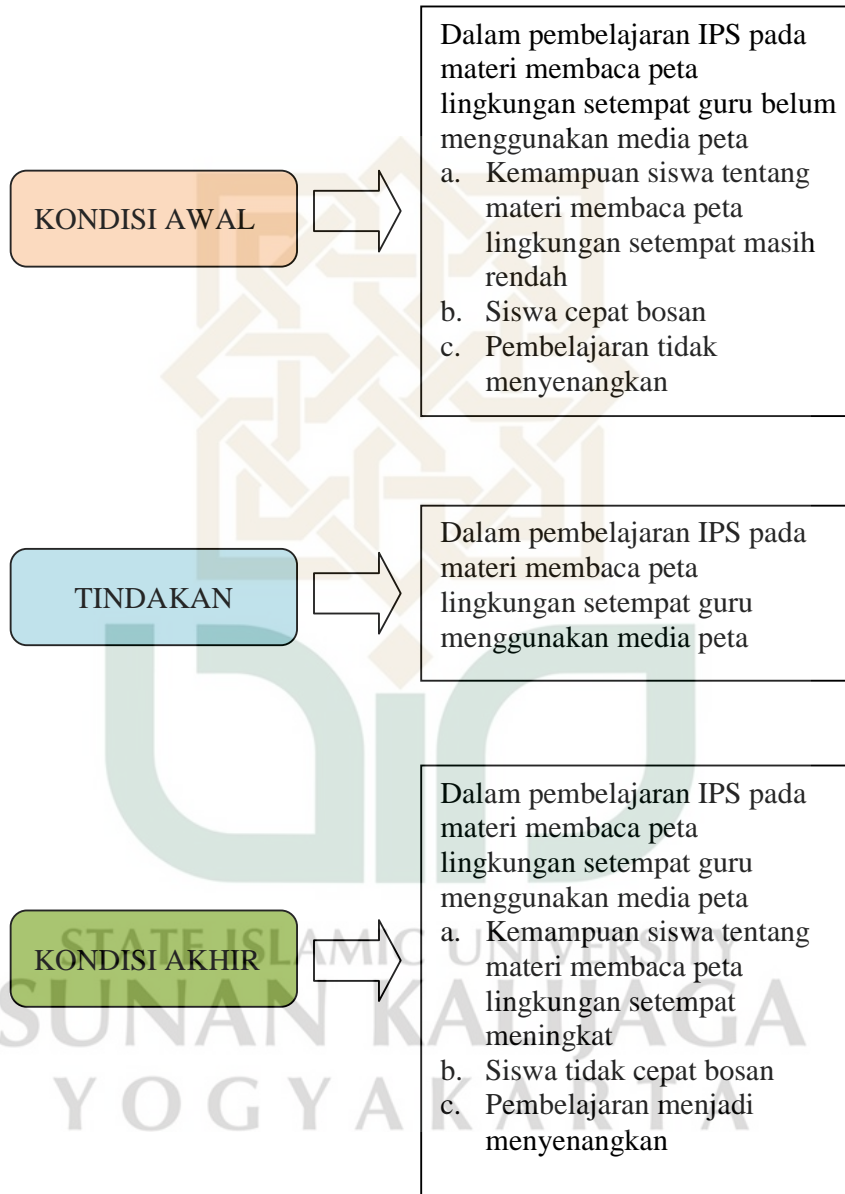 Dalam pembelajaran IPS pada
materi membaca peta
lingkungan setempat guru belum
menggunakan media peta
a. Kemampuan siswa tentang
materi membaca peta
lingkungan setempat masih
rendah
b. Siswa cepat bosan
c. Pembelajaran tidak
menyenangkan
KONDISI AWAL
Dalam pembelajaran IPS pada
materi membaca peta
lingkungan setempat guru
menggunakan media peta
TINDAKAN
Dalam pembelajaran IPS pada
materi membaca peta
lingkungan setempat guru
menggunakan media peta
a. Kemampuan siswa tentang
materi membaca peta
lingkungan setempat
meningkat
b. Siswa tidak cepat bosan
c. Pembelajaran menjadi
menyenangkan
KONDISI AKHIR
STATE ISLAMIC UNIVERSITY
SUNAN KALIJAGA
YOGYAKARTA